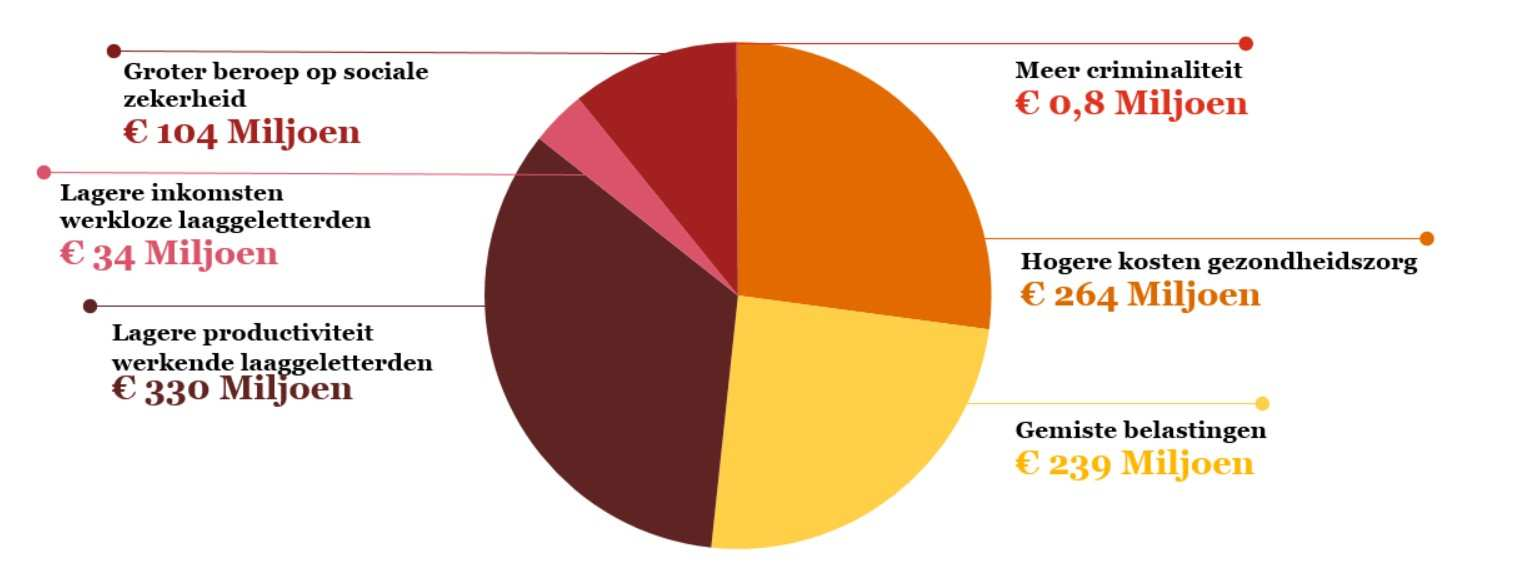 Groter beroep op sociale
zekerheid
€ 104 Miljoen
Lagere inkomsten
werkloze laaggeletterden
€ 34 Miljoen
Lagere productiviteit
werkende laaggeletterden
€ 330 Miljoen
Meer criminaliteit
€ 0,8 Miljoen
Hogere kosten gezondheidszorg
€ 264 Miljoen
Gemiste belastingen
€ 239 Miljoen